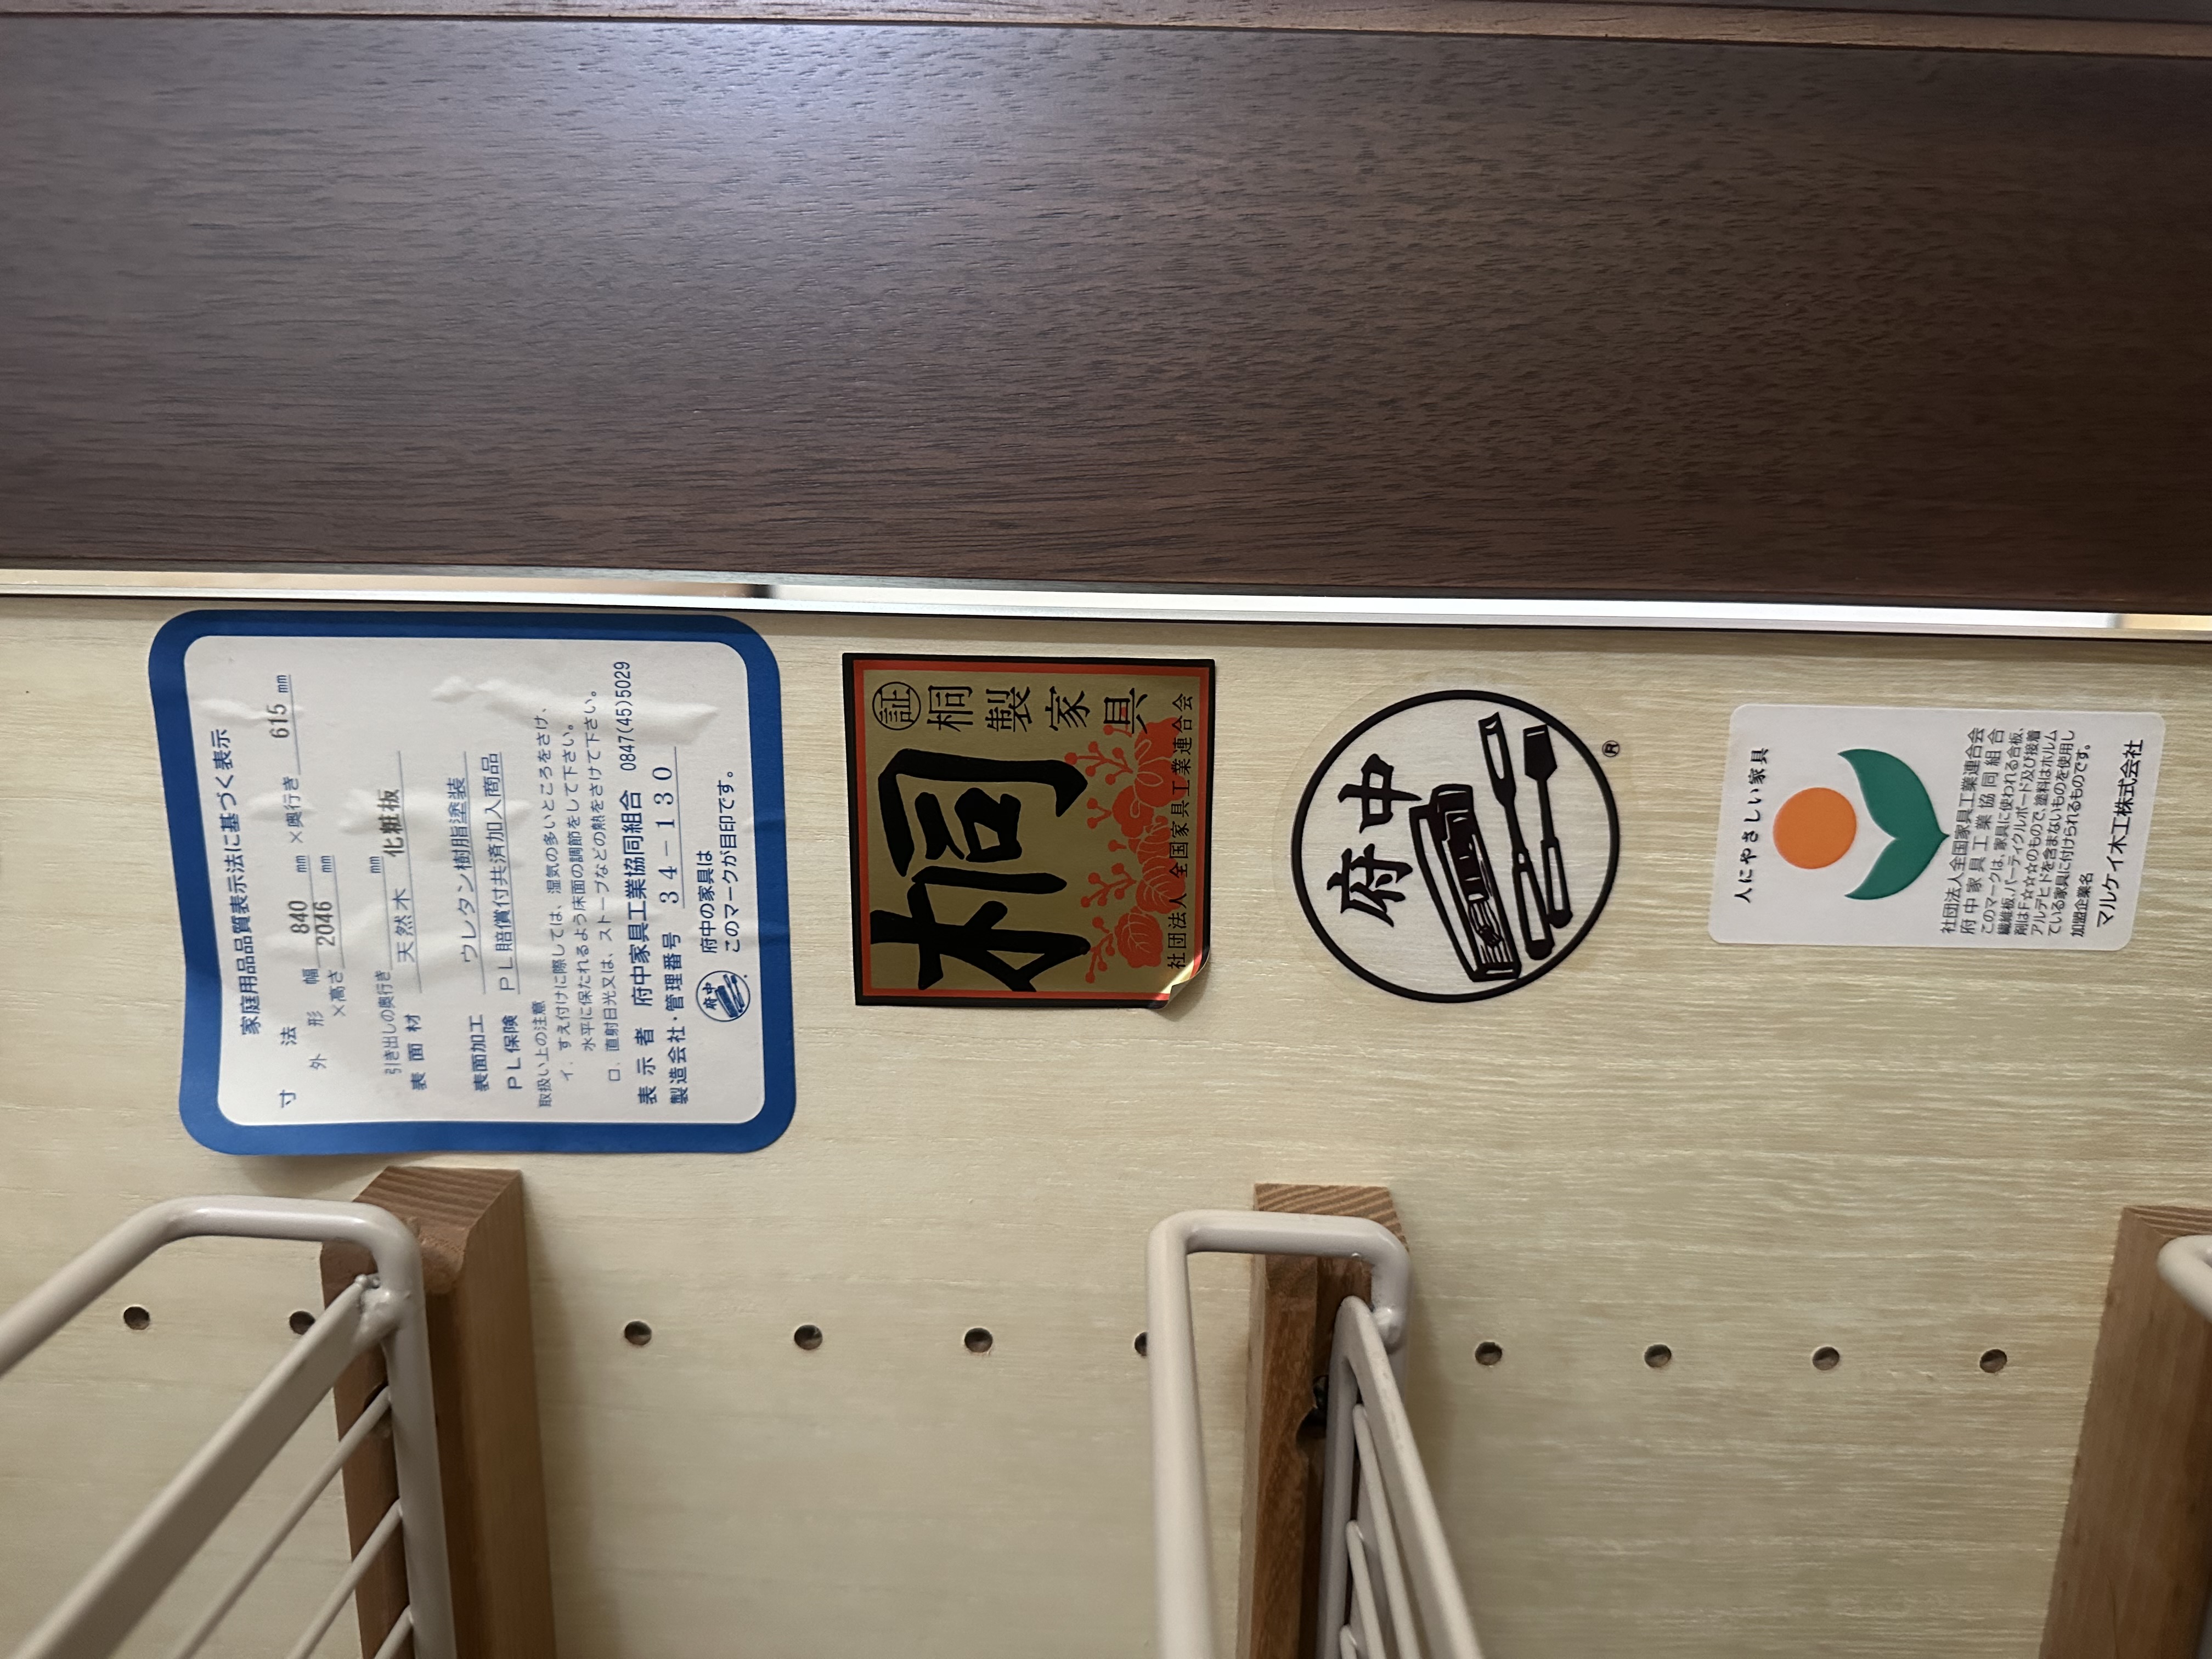 家庭用品品質表示法に基づく表示
寸法
外形 幅 840 mm ×奥行き 615 mm
×高さ 2046 mm
引き出しの奥行き mm
表面材 天然木 化粧板
表面加工 ウレタン樹脂塗装
PL保険 PL賠償付共済加入商品
取扱い上の注意
イ. すえ付けに際しては、湿気の多いところをさけ、
水平に保たれるよう床面の調節をして下さい。
ロ. 直射日光又は、ストーブなどの熱をさけて下さい。
表示者 府中家具工業協同組合 0847(45)5029
製造会社・管理番号 34-130
府中
府中の家具は
このマークが目印です。
証
桐製家具
桐
社団法人 全国家具工業連合会
府中
®
人にやさしい家具
社団法人全国家具工業連合会
府中家具工業協同組合
このマークは、家具に使われる合板、
繊維板、パーティクルボード及び接着
剤はF☆☆☆のもので、塗料はホルム
アルデヒドを含まないものを使用し
ている家具に付けられるものです。
加盟企業名
マルケイ木工株式会社